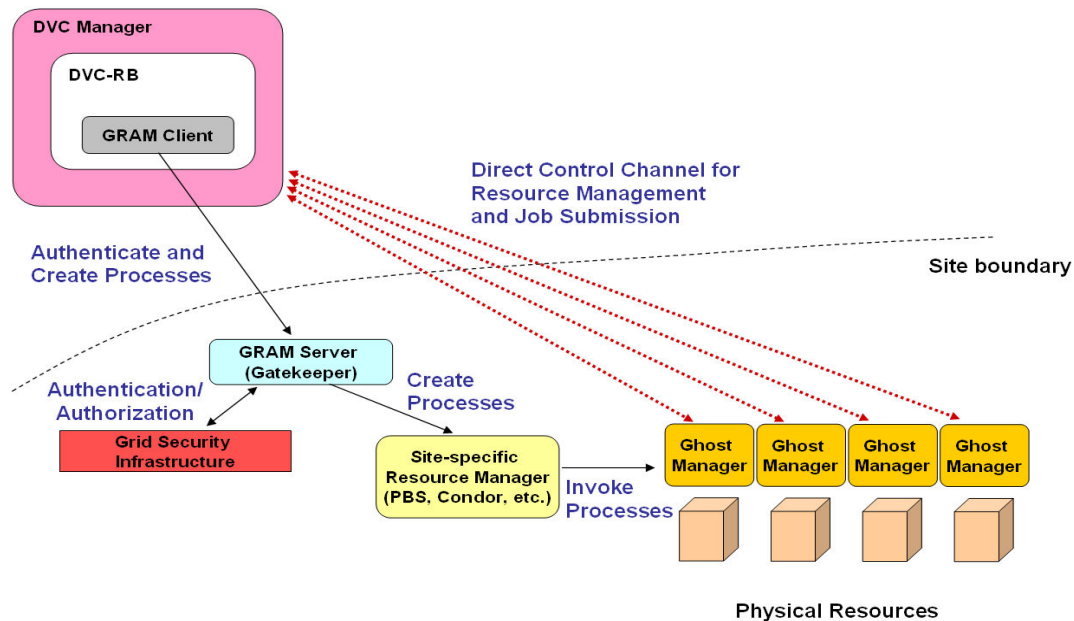 DVC Manager
DVC-RB
GRAM Client
Direct Control Channel for
Resource Management
and Job Submission
Authenticate and
Create Processes
Site boundary
GRAM Server
(Gatekeeper)
Create
Processes
Authentication/
Authorization
Grid Security
Infrastructure
Site-specific
Resource Manager
(PBS, Condor, etc.)
Invoke
Processes
Ghost
Manager
Ghost
Manager
Ghost
Manager
Ghost
Manager
Physical Resources